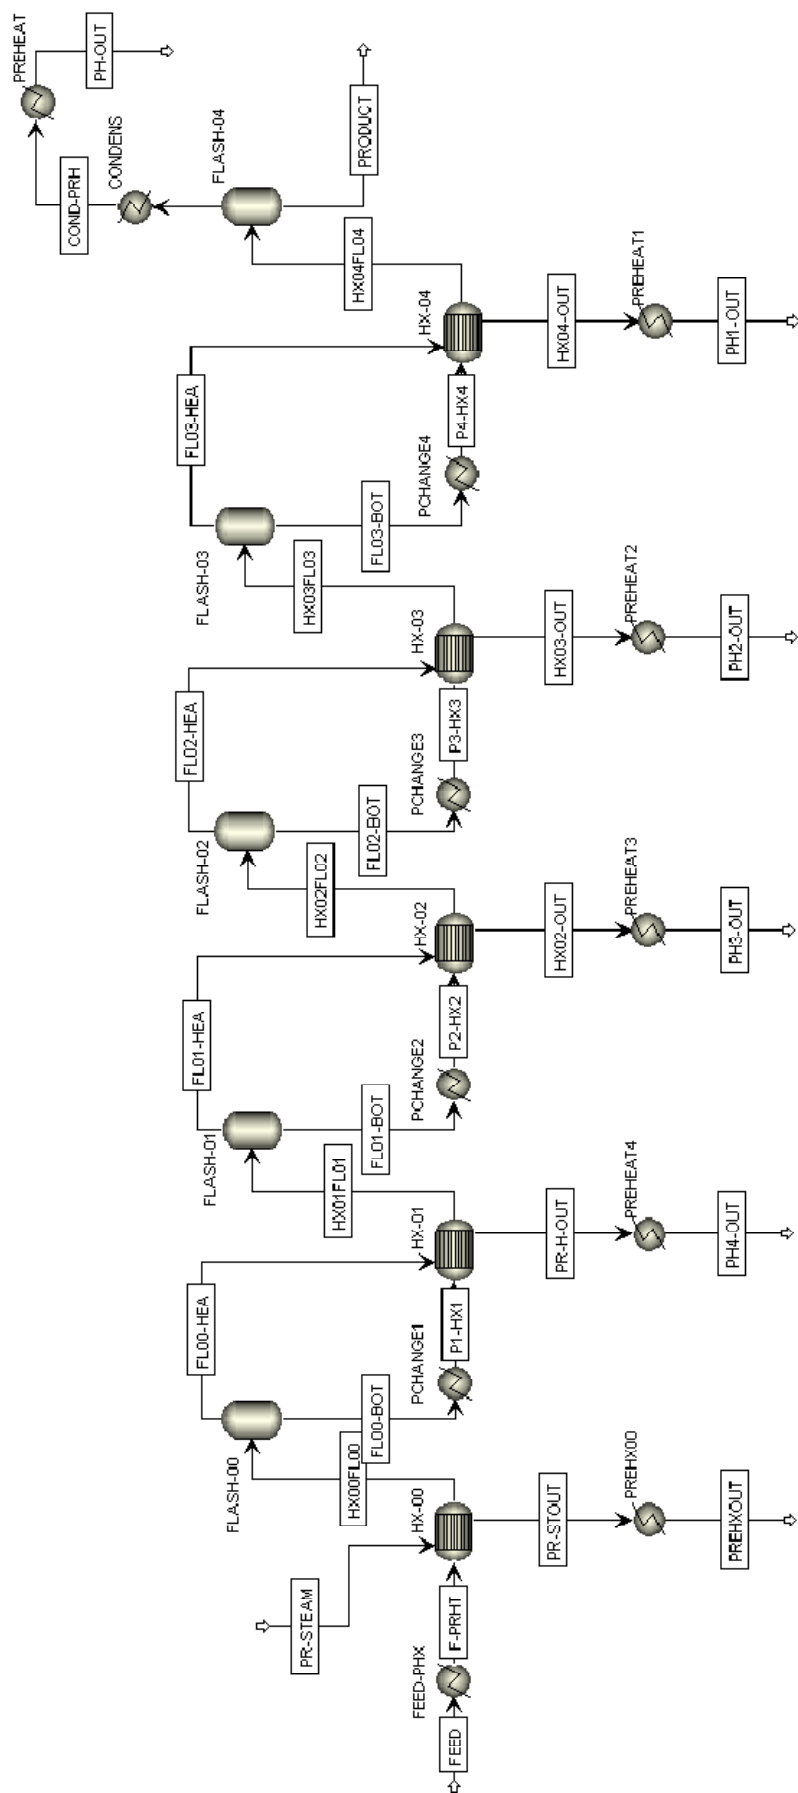 FEED
FEED-PHX
F-PRHT
PR-STEAM
HX-00
PR-STOUT
PREHX00
PREHXOUT
HX00FL00
FLASH-00
FL00-HEA
FL00-BOT
PCHANGE1
P1-HX1
HX-01
PR-H-OUT
PREHEAT4
PH4-OUT
HX01FL01
FLASH-01
FL01-HEA
FL01-BOT
PCHANGE2
P2-HX2
HX-02
HX02-OUT
PREHEAT3
PH3-OUT
HX02FL02
FLASH-02
FL02-HEA
FL02-BOT
PCHANGE3
P3-HX3
HX-03
HX03-OUT
PREHEAT2
PH2-OUT
HX03FL03
FLASH-03
FL03-HEA
FL03-BOT
PCHANGE4
P4-HX4
HX-04
HX04-OUT
PREHEAT1
PH1-OUT
HX04FL04
FLASH-04
PRODUCT
CONDENS
COND-PRH
PREHEAT
PH-OUT